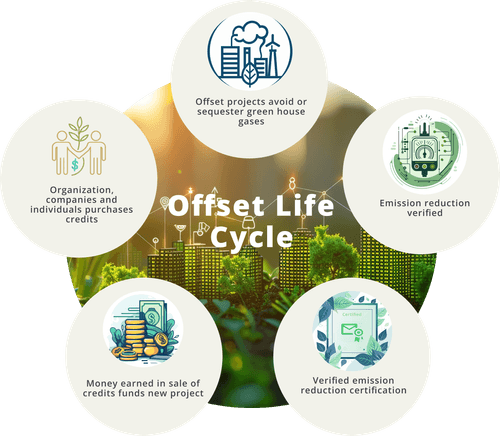 Offset projects avoid or
sequester green house
gases
Organization,
companies and
individuals purchases
credits
Offset Life
Cycle
Emission reduction
verified
Certified
Money earned in sale of
credits funds new project
Verified emission
reduction certification